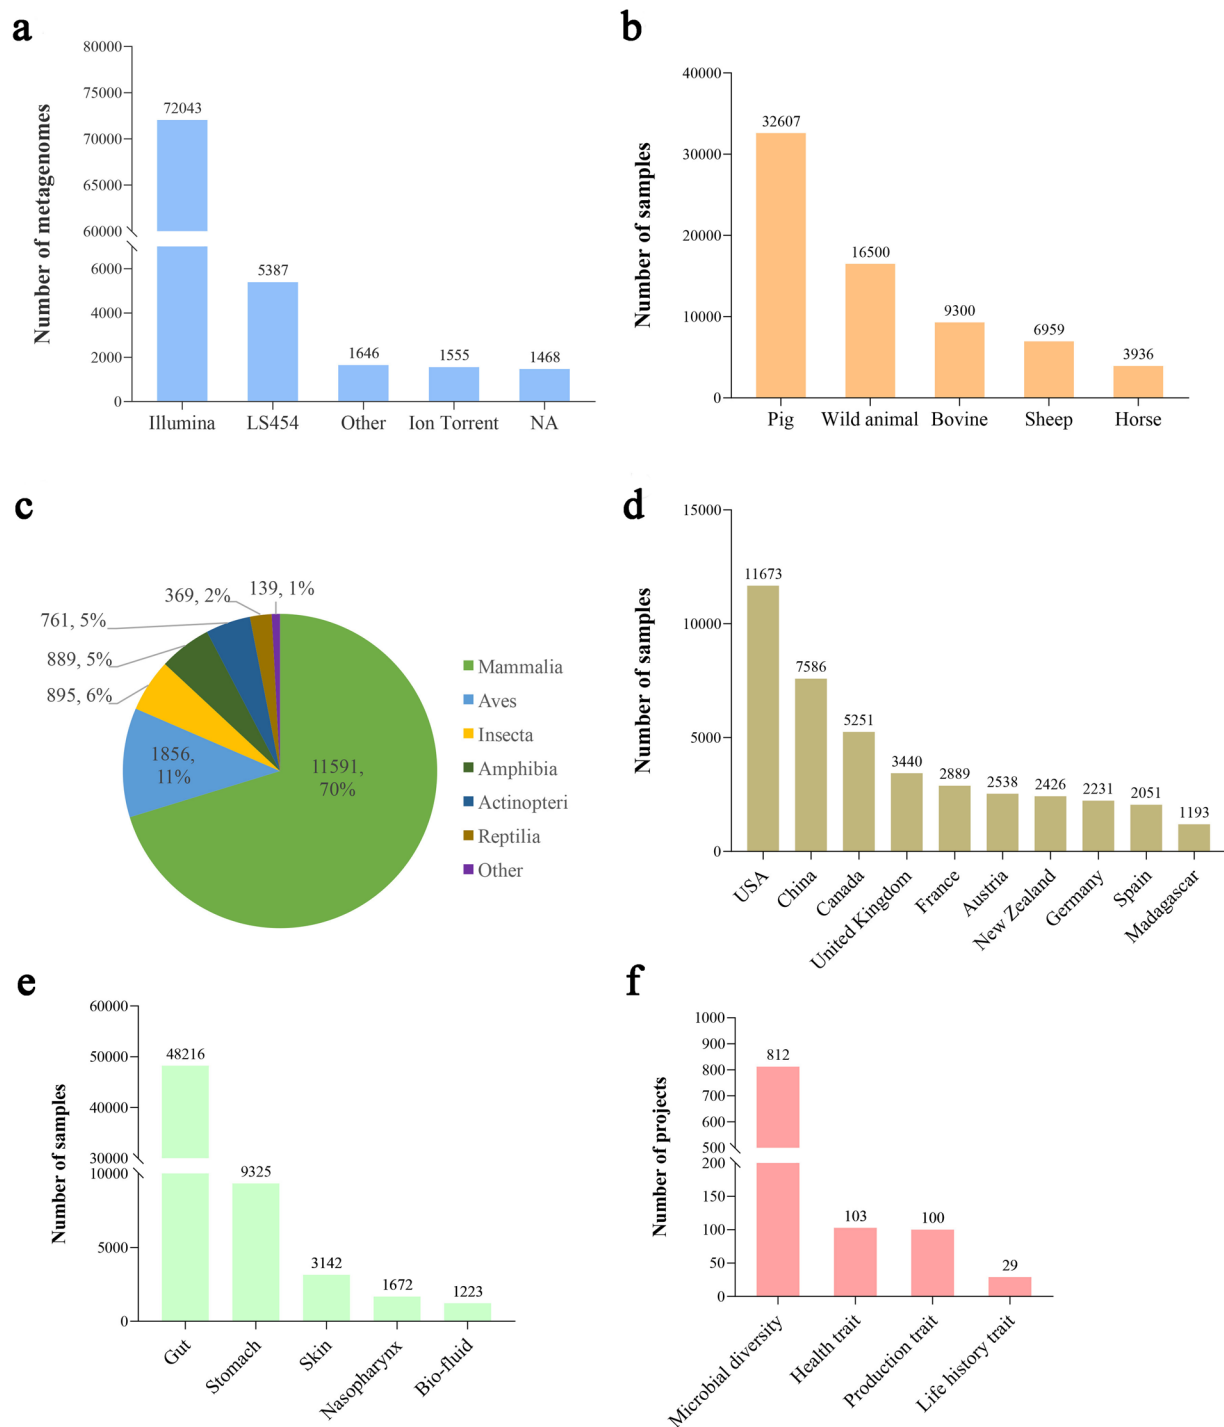 a
Number of metagenomes
80000
75000
70000
65000
60000
6000
4000
2000
0
72043
5387
1646
1555
1468
Illumina
LS454
Other
Ion Torrent
NA
b
Number of samples
40000
30000
20000
10000
0
32607
16500
9300
6959
3936
Pig
Wild animal
Bovine
Sheep
Horse
c
139, 1%
369, 2%
761, 5%
889, 5%
895, 6%
1856,
11%
11591,
70%
Mammalia
Aves
Insecta
Amphibia
Actinopteri
Reptilia
Other
d
Number of samples
15000
10000
5000
0
11673
7586
5251
3440
2889
2538
2426
2231
2051
1193
USA
China
Canada
United Kingdom
France
Austria
New Zealand
Germany
Spain
Madagascar
e
Number of samples
60000
50000
40000
30000
10000
5000
0
48216
9325
3142
1672
1223
Gut
Stomach
Skin
Nasopharynx
Bio-fluid
f
Number of projects
1000
900
800
700
600
500
200
150
100
50
0
812
103
100
29
Microbial diversity
Health trait
Production trait
Life history trait